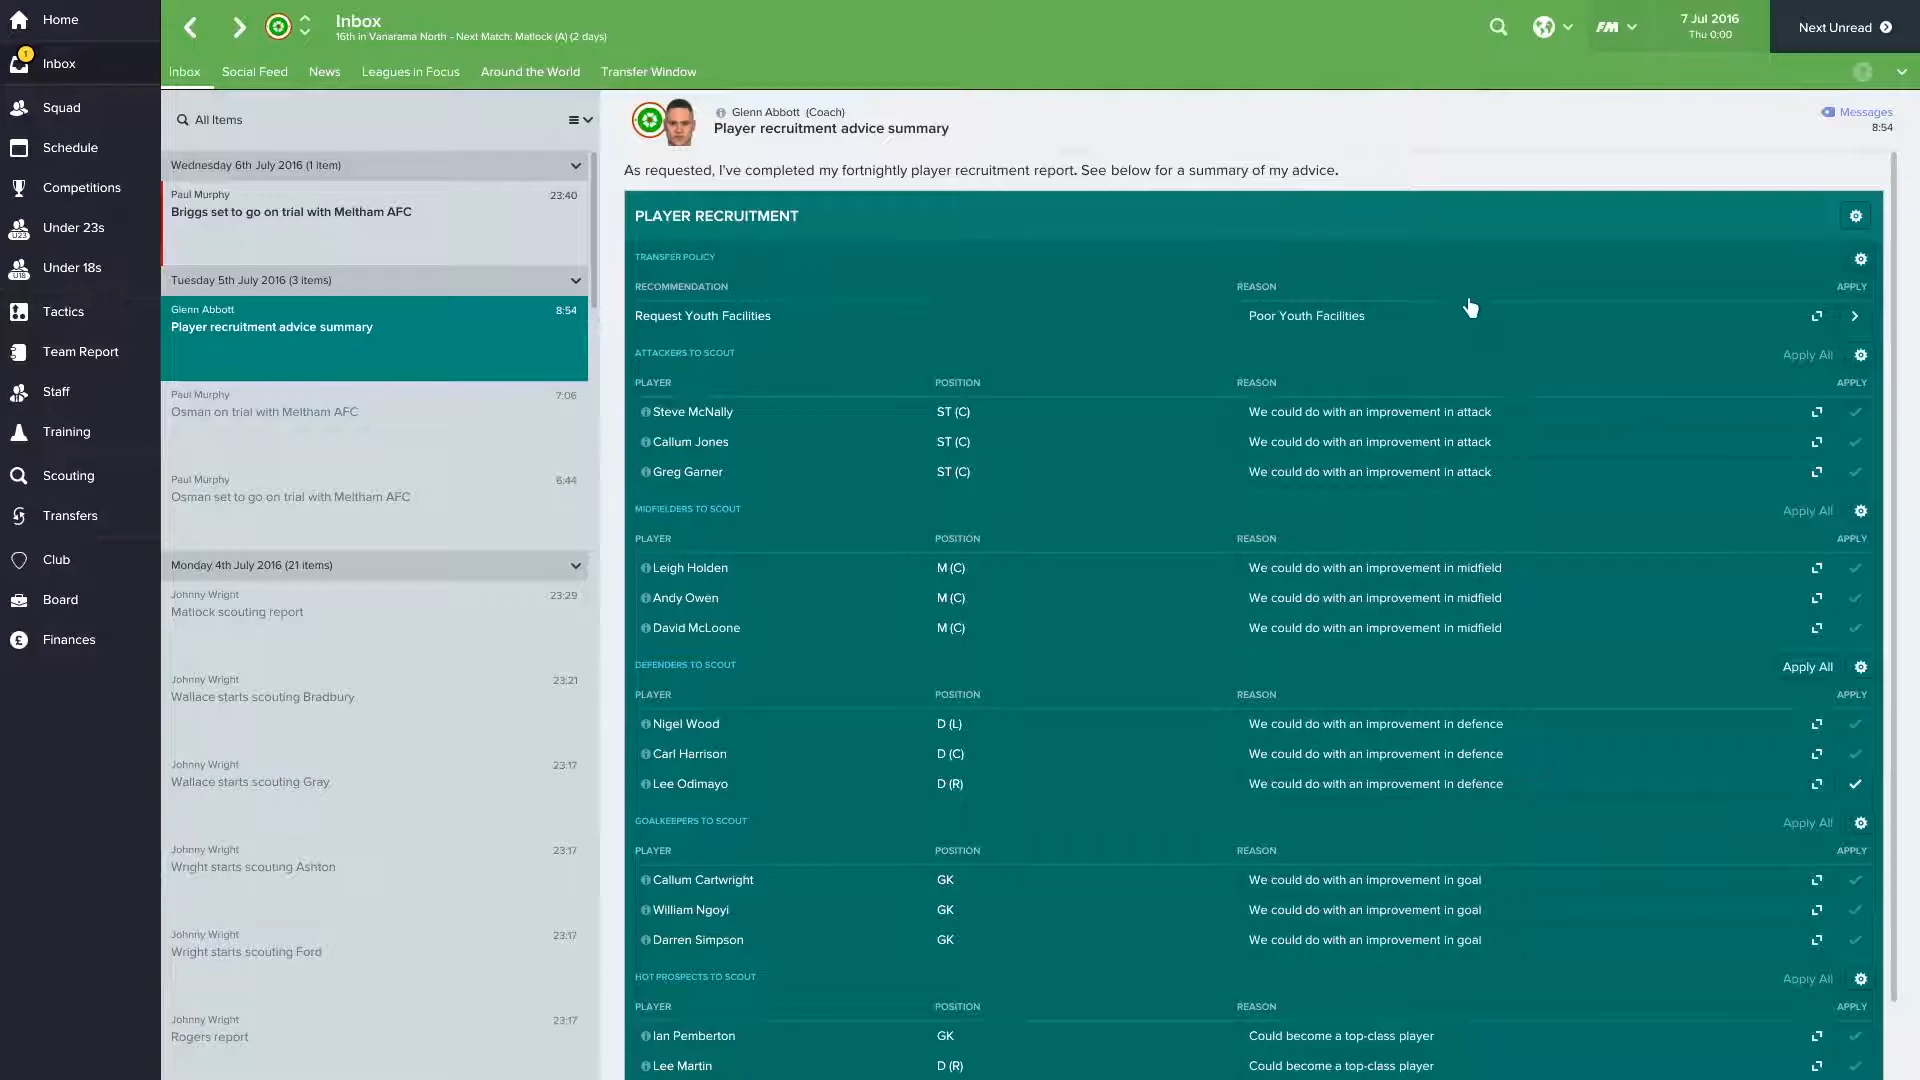 Home
1
Inbox
Squad
Schedule
Competitions
U23
Under 23s
U18
Under 18s
Tactics
Team Report
Staff
Training
Scouting
Transfers
Club
Board
£ Finances
Inbox
16th in Vanarama North - Next Match: Matlock (A) (2 days)
FM
7 Jul 2016
Thu 0:00
Next Unread
Inbox Social Feed News Leagues in Focus Around the World Transfer Window
All Items
Wednesday 6th July 2016 (1 item)
Paul Murphy 23:40
Briggs set to go on trial with Meltham AFC
Tuesday 5th July 2016 (3 items)
Glenn Abbott 8:54
Player recruitment advice summary
Paul Murphy 7:06
Osman on trial with Meltham AFC
Paul Murphy 6:44
Osman set to go on trial with Meltham AFC
Monday 4th July 2016 (21 items)
Johnny Wright 23:29
Matlock scouting report
Johnny Wright 23:21
Wallace starts scouting Bradbury
Johnny Wright 23:17
Wallace starts scouting Gray
Johnny Wright 23:17
Wright starts scouting Ashton
Johnny Wright 23:17
Wright starts scouting Ford
Johnny Wright 23:17
Rogers report
Glenn Abbott (Coach)
Player recruitment advice summary
Messages
8:54
As requested, I've completed my fortnightly player recruitment report. See below for a summary of my advice.
PLAYER RECRUITMENT
TRANSFER POLICY
RECOMMENDATION REASON APPLY
Request Youth Facilities Poor Youth Facilities
ATTACKERS TO SCOUT Apply All
PLAYER POSITION REASON APPLY
Steve McNally ST (C) We could do with an improvement in attack
Callum Jones ST (C) We could do with an improvement in attack
Greg Garner ST (C) We could do with an improvement in attack
MIDFIELDERS TO SCOUT Apply All
PLAYER POSITION REASON APPLY
Leigh Holden M (C) We could do with an improvement in midfield
Andy Owen M (C) We could do with an improvement in midfield
David McLoone M (C) We could do with an improvement in midfield
DEFENDERS TO SCOUT Apply All
PLAYER POSITION REASON APPLY
Nigel Wood D (L) We could do with an improvement in defence
Carl Harrison D (C) We could do with an improvement in defence
Lee Odimayo D (R) We could do with an improvement in defence
GOALKEEPERS TO SCOUT Apply All
PLAYER POSITION REASON APPLY
Callum Cartwright GK We could do with an improvement in goal
William Ngoyi GK We could do with an improvement in goal
Darren Simpson GK We could do with an improvement in goal
HOT PROSPECTS TO SCOUT Apply All
PLAYER POSITION REASON APPLY
Ian Pemberton GK Could become a top-class player
Lee Martin D (R) Could become a top-class player